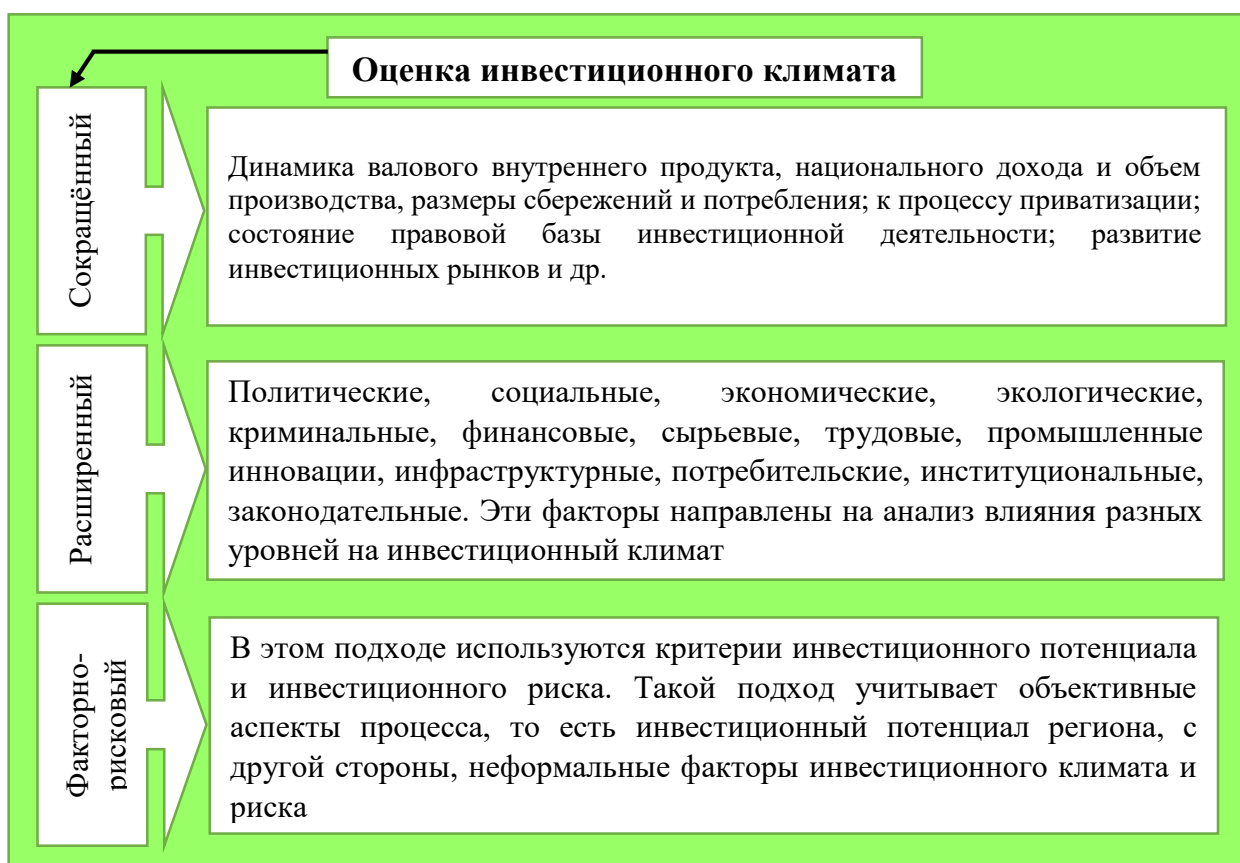 Оценка инвестиционного климата
Сокращённый
Динамика валового внутреннего продукта, национального дохода и объем
производства, размеры сбережений и потребления; к процессу приватизации;
состояние правовой базы инвестиционной деятельности; развитие
инвестиционных рынков и др.
Расширенный
Политические, социальные, экономические, экологические,
криминальные, финансовые, сырьевые, трудовые, промышленные
инновации, инфраструктурные, потребительские, институциональные,
законодательные. Эти факторы направлены на анализ влияния разных
уровней на инвестиционный климат
Факторно-
рисковый
В этом подходе используются критерии инвестиционного потенциала
и инвестиционного риска. Такой подход учитывает объективные
аспекты процесса, то есть инвестиционный потенциал региона, с
другой стороны, неформальные факторы инвестиционного климата и
риска